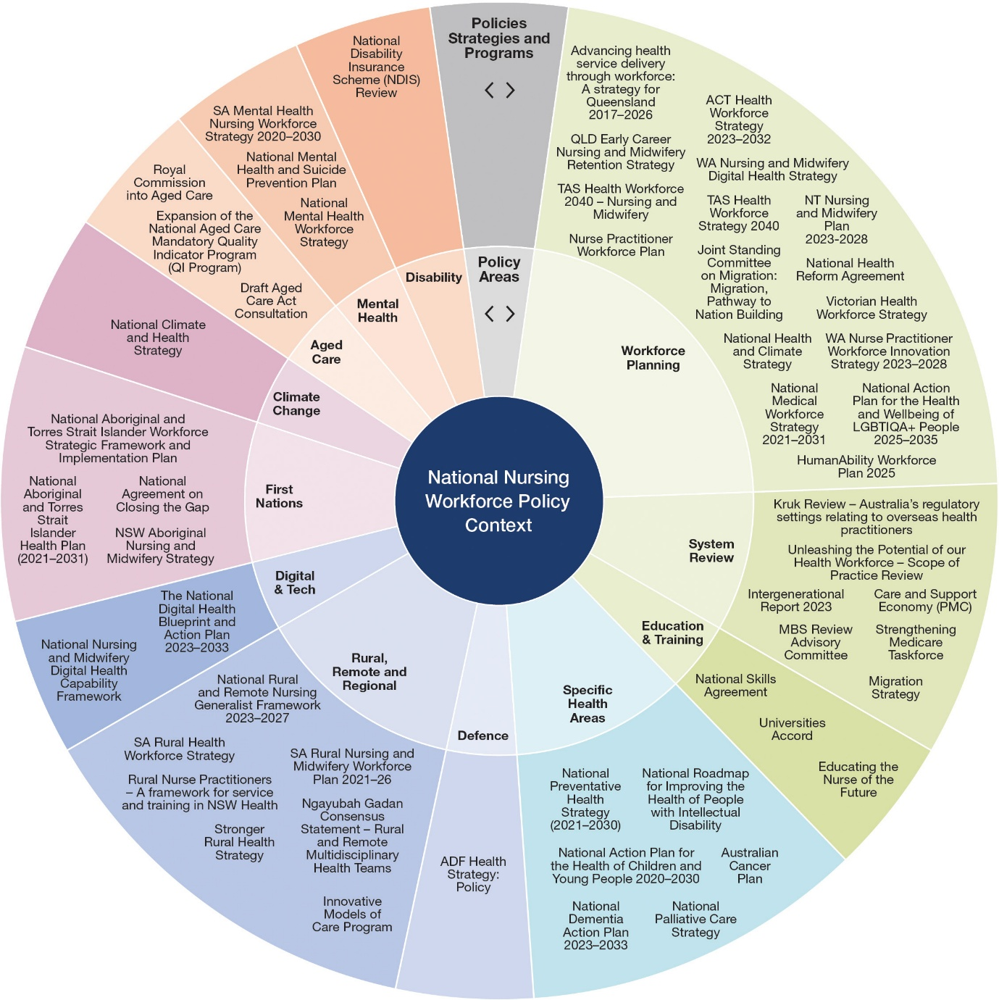 Policies
Strategies and
Programs
< >
Policy
Areas
< >
National Nursing
Workforce Policy
Context
Workforce
Planning
Advancing health
service delivery
through workforce:
A strategy for
Queensland
2017–2026
QLD Early Career
Nursing and Midwifery
Retention Strategy
TAS Health Workforce
2040 – Nursing and
Midwifery
Nurse Practitioner
Workforce Plan
ACT Health
Workforce
Strategy
2023–2032
WA Nursing and Midwifery
Digital Health Strategy
TAS Health
Workforce
Strategy 2040
NT Nursing
and Midwifery
Plan
2023-2028
Joint Standing
Committee
on Migration:
Migration,
Pathway to
Nation Building
National Health
Reform Agreement
Victorian Health
Workforce Strategy
National Health
and Climate
Strategy
WA Nurse Practitioner
Workforce Innovation
Strategy 2023–2028
National
Medical
Workforce
Strategy
2021–2031
National Action
Plan for the Health
and Wellbeing of
LGBTIQA+ People
2025–2035
HumanAbility Workforce
Plan 2025
System
Review
Kruk Review – Australia’s regulatory
settings relating to overseas health
practitioners
Unleashing the Potential of our
Health Workforce – Scope of
Practice Review
Intergenerational
Report 2023
Care and Support
Economy (PMC)
MBS Review
Advisory
Committee
Strengthening
Medicare
Taskforce
Migration
Strategy
Education
& Training
National Skills
Agreement
Universities
Accord
Educating the
Nurse of the
Future
Specific
Health
Areas
National
Preventative
Health
Strategy
(2021–2030)
National Roadmap
for Improving the
Health of People
with Intellectual
Disability
National Action Plan for
the Health of Children and
Young People 2020–2030
Australian
Cancer
Plan
National
Dementia
Action Plan
2023–2033
National
Palliative Care
Strategy
Defence
ADF Health
Strategy:
Policy
Rural,
Remote and
Regional
National Rural
and Remote Nursing
Generalist Framework
2023–2027
SA Rural Health
Workforce Strategy
SA Rural Nursing and
Midwifery Workforce
Plan 2021–26
Rural Nurse Practitioners
– A framework for service
and training in NSW Health
Ngayubah Gadan
Consensus
Statement – Rural
and Remote
Multidisciplinary
Health Teams
Stronger
Rural Health
Strategy
Innovative
Models of
Care Program
Digital
& Tech
The National
Digital Health
Blueprint and
Action Plan
2023–2033
National Nursing
and Midwifery
Digital Health
Capability
Framework
First
Nations
National Aboriginal and
Torres Strait Islander Workforce
Strategic Framework and
Implementation Plan
National
Aboriginal
and Torres
Strait
Islander
Health Plan
(2021–2031)
National
Agreement on
Closing the Gap
NSW Aboriginal
Nursing and
Midwifery Strategy
Climate
Change
National Climate
and Health
Strategy
Aged
Care
Royal
Commission
into Aged Care
Expansion of the
National Aged Care
Mandatory Quality
Indicator Program
(QI Program)
Draft Aged
Care Act
Consultation
Mental
Health
SA Mental Health
Nursing Workforce
Strategy 2020–2030
National Mental
Health and Suicide
Prevention Plan
National
Mental Health
Workforce
Strategy
Disability
National
Disability
Insurance
Scheme (NDIS)
Review